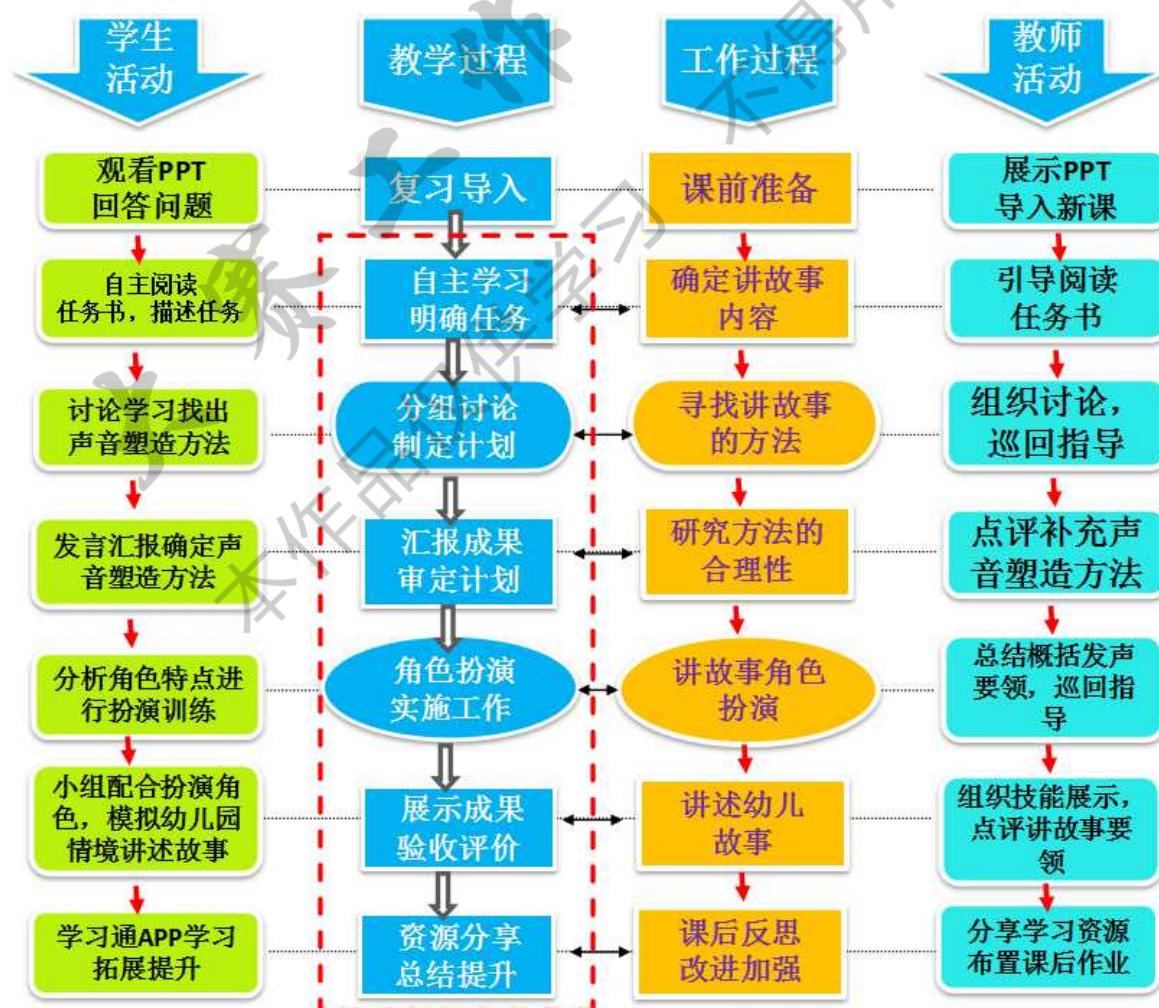 学生
活动
教学过程
工作过程
教师
活动
观看PPT
回答问题
复习导入
课前准备
展示PPT
导入新课
自主阅读
任务书，描述任务
自主学习
明确任务
确定讲故事
内容
引导阅读
任务书
讨论学习找出
声音塑造方法
分组讨论
制定计划
寻找讲故事
的方法
组织讨论，
巡回指导
发言汇报确定声
音塑造方法
汇报成果
审定计划
研究方法的
合理性
点评补充声
音塑造方法
分析角色特点进
行扮演训练
角色扮演
实施工作
讲故事角色
扮演
总结概括发声
要领，巡回指
导
小组配合扮演角
色，模拟幼儿园
情境讲述故事
展示成果
验收评价
讲述幼儿
故事
组织技能展示，
点评讲故事要
领
学习通APP学习
拓展提升
资源分享
总结提升
课后反思
改进加强
分享学习资源
布置课后作业
大赛文作
本作品仅供学习
不得用